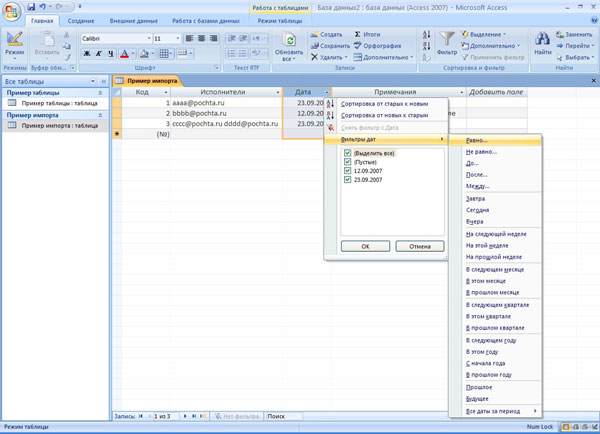 Работа с таблицами
База данных2 : база данных (Access 2007) - Microsoft Access
Главная Создание Внешние данные Работа с базами данных Режим таблицы
Режим
Режимы
Вставить
Буфер обм...
Calibri 11
Шрифт
Текст RTF
Обновить все
Создать
Сохранить
Удалить
Итоги
Орфография
Дополнительно
Записи
Фильтр
Выделение
Дополнительно
Фильтр
Сортировка и фильтр
Найти
Заменить
Перейти
Выбрать
Найти
Все таблицы
Пример таблицы
Пример таблицы : таблица
Пример импорта
Пример импорта : таблица
Пример импорта
Код Исполнители Дата Примечания Добавить поле
1 aaaa@pochta.ru 23.09.20
2 bbbb@pochta.ru 12.09.20
3 cccc@pochta.ru dddd@pochta.ru 23.09.20
(№)
Сортировка от старых к новым
Сортировка от новых к старым
Снять фильтр с Дата
Фильтры дат
(Выделить все)
(Пустые)
12.09.2007
23.09.2007
ОК Отмена
Равно...
Не равно...
До...
После...
Между...
Завтра
Сегодня
Вчера
На следующей неделе
На этой неделе
На прошлой неделе
В следующем месяце
В этом месяце
В прошлом месяце
В следующем квартале
В этом квартале
В прошлом квартале
В следующем году
В этом году
С начала года
В прошлом году
Прошлое
Будущее
Все даты за период
Запись: 1 из 3 Нет фильтра Поиск
Режим таблицы Num Lock